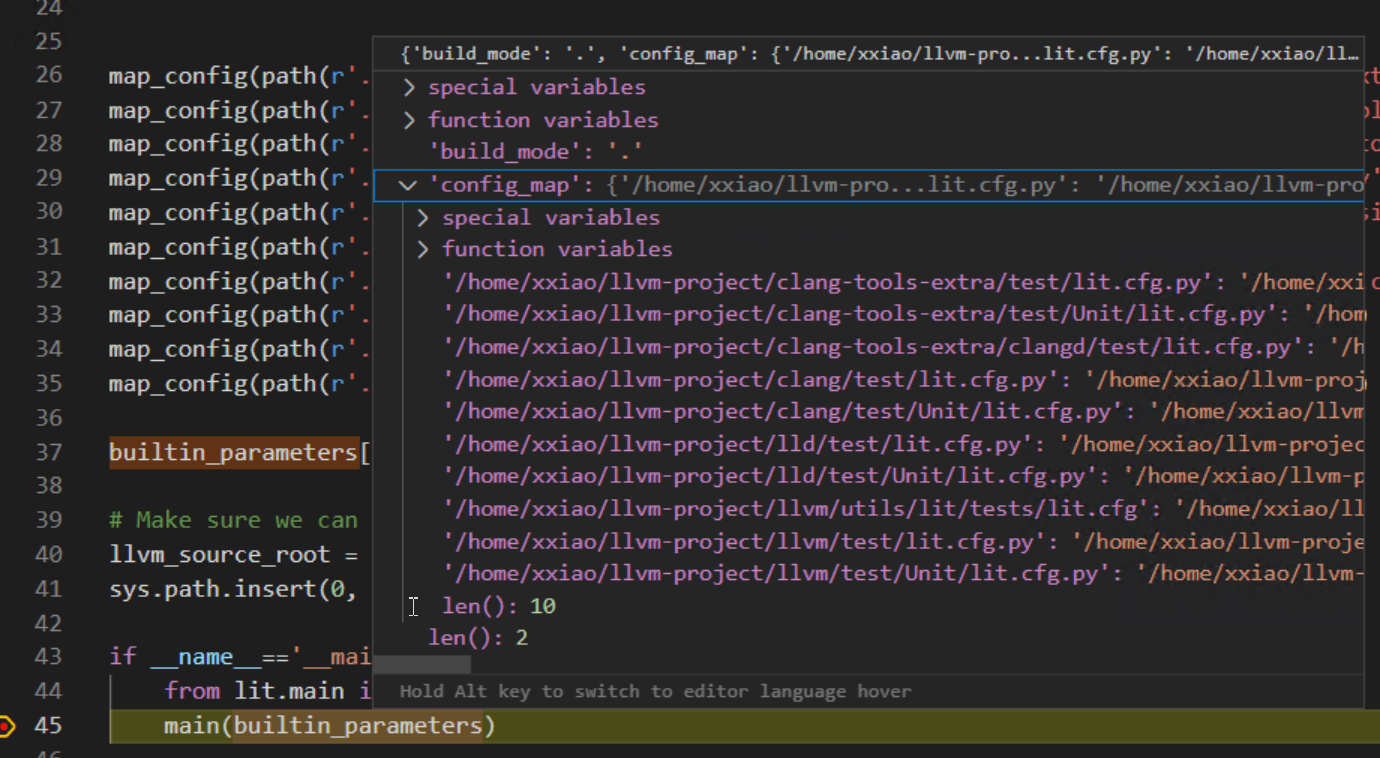 24
25
{'build_mode': '.', 'config_map': {'/home/xxiao/llvm-pro...lit.cfg.py': '/home/xxiao/ll…
26 map_config(path(r'.
> special variables
27 map_config(path(r'.
> function variables
28 map_config(path(r'.
'build_mode': '.'
29 map_config(path(r'.
'config_map': {'/home/xxiao/llvm-pro...lit.cfg.py': '/home/xxiao/llvm-pro
30 map_config(path(r'.
> special variables
31 map_config(path(r'.
> function variables
32 map_config(path(r'.
'/home/xxiao/llvm-project/clang-tools-extra/test/lit.cfg.py': '/home/xxi
33 map_config(path(r'.
'/home/xxiao/llvm-project/clang-tools-extra/test/Unit/lit.cfg.py': '/hom
34 map_config(path(r'.
'/home/xxiao/llvm-project/clang-tools-extra/clangd/test/lit.cfg.py': '/h
35 map_config(path(r'.
'/home/xxiao/llvm-project/clang/test/lit.cfg.py': '/home/xxiao/llvm-proj
36
'/home/xxiao/llvm-project/clang/test/Unit/lit.cfg.py': '/home/xxiao/llvm
37 builtin_parameters[
'/home/xxiao/llvm-project/lld/test/lit.cfg.py': '/home/xxiao/llvm-projec
38
'/home/xxiao/llvm-project/lld/test/Unit/lit.cfg.py': '/home/xxiao/llvm-p
39 # Make sure we can
'/home/xxiao/llvm-project/llvm/utils/lit/tests/lit.cfg': '/home/xxiao/ll
40 llvm_source_root =
'/home/xxiao/llvm-project/llvm/test/lit.cfg.py': '/home/xxiao/llvm-proje
41 sys.path.insert(0,
'/home/xxiao/llvm-project/llvm/test/Unit/lit.cfg.py': '/home/xxiao/llvm-
42
len(): 10
len(): 2
43 if __name__=='__mai
44 from lit.main i
Hold Alt key to switch to editor language hover
45 main(builtin_parameters)